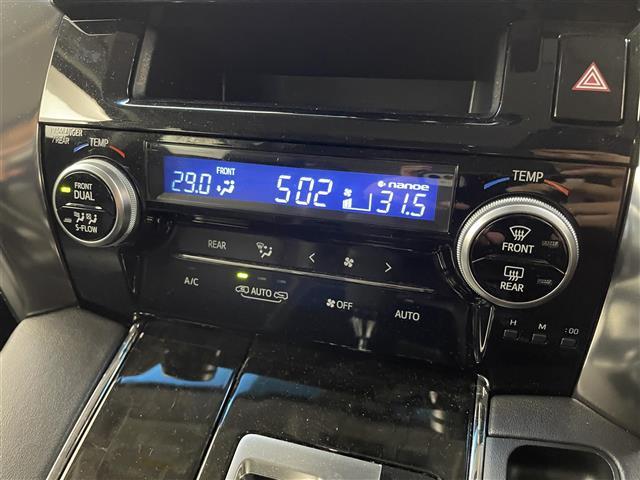 PASSENGER
/REAR
TEMP
FRONT
DUAL
S-FLOW
29.0
FRONT
502
nanoe
31.5
TEMP
FRONT
REAR
REAR
< >
A/C
AUTO
OFF
AUTO
H M :00